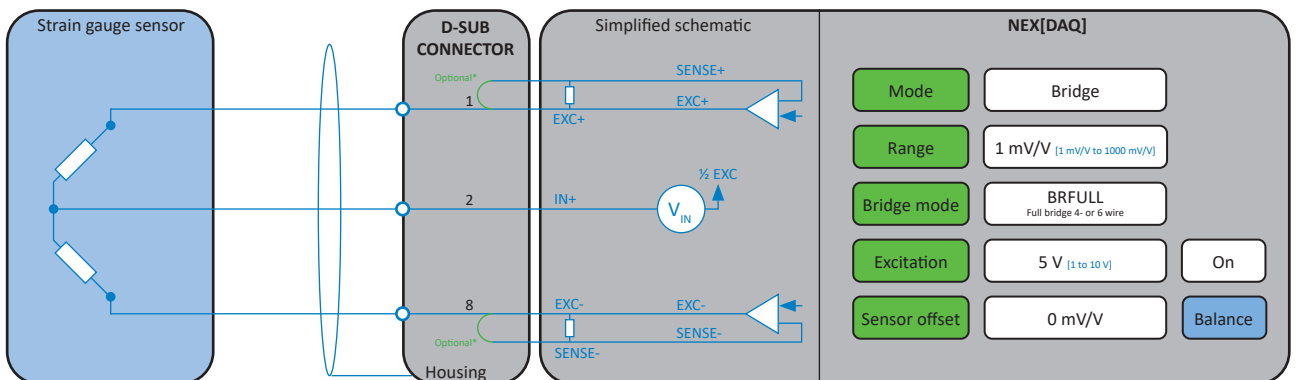 Strain gauge sensor
D-SUB
CONNECTOR
Simplified schematic
NEX[DAQ]
Optional*
1
SENSE+
EXC+
EXC+
2
IN+
½ EXC
VIN
8
EXC-
EXC-
Optional*
SENSE-
SENSE-
Housing
Mode
Bridge
Range
1 mV/V [1 mV/V to 1000 mV/V]
Bridge mode
BRFULL
Full bridge 4- or 6 wire
Excitation
5 V [1 to 10 V]
On
Sensor offset
0 mV/V
Balance